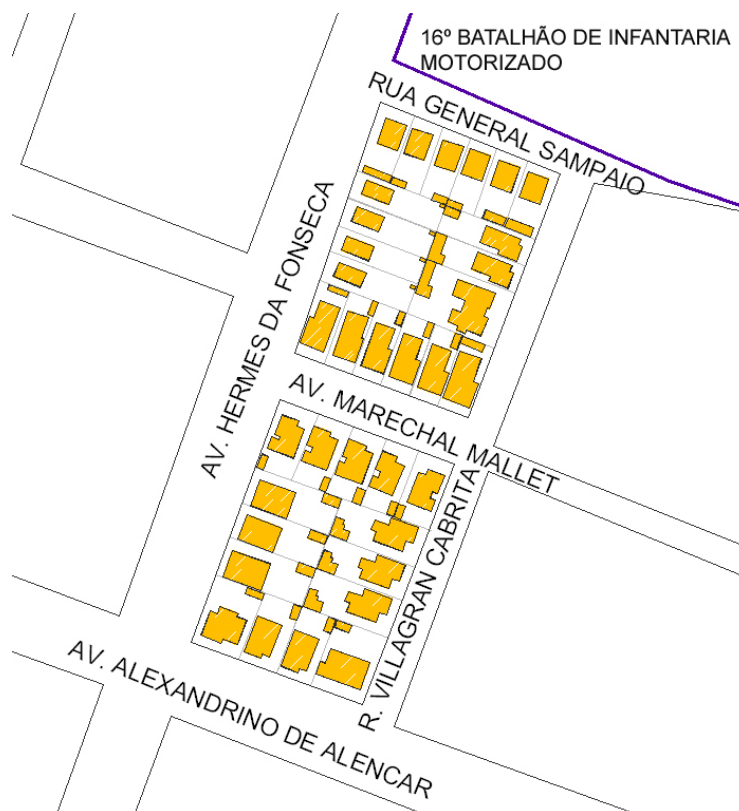 16º BATALHÃO DE INFANTARIA
MOTORIZADO
RUA GENERAL SAMPAIO
AV. HERMES DA FONSECA
AV. MARECHAL MALLET
R. VILLAGRAN CABRITA
AV. ALEXANDRINO DE ALENCAR